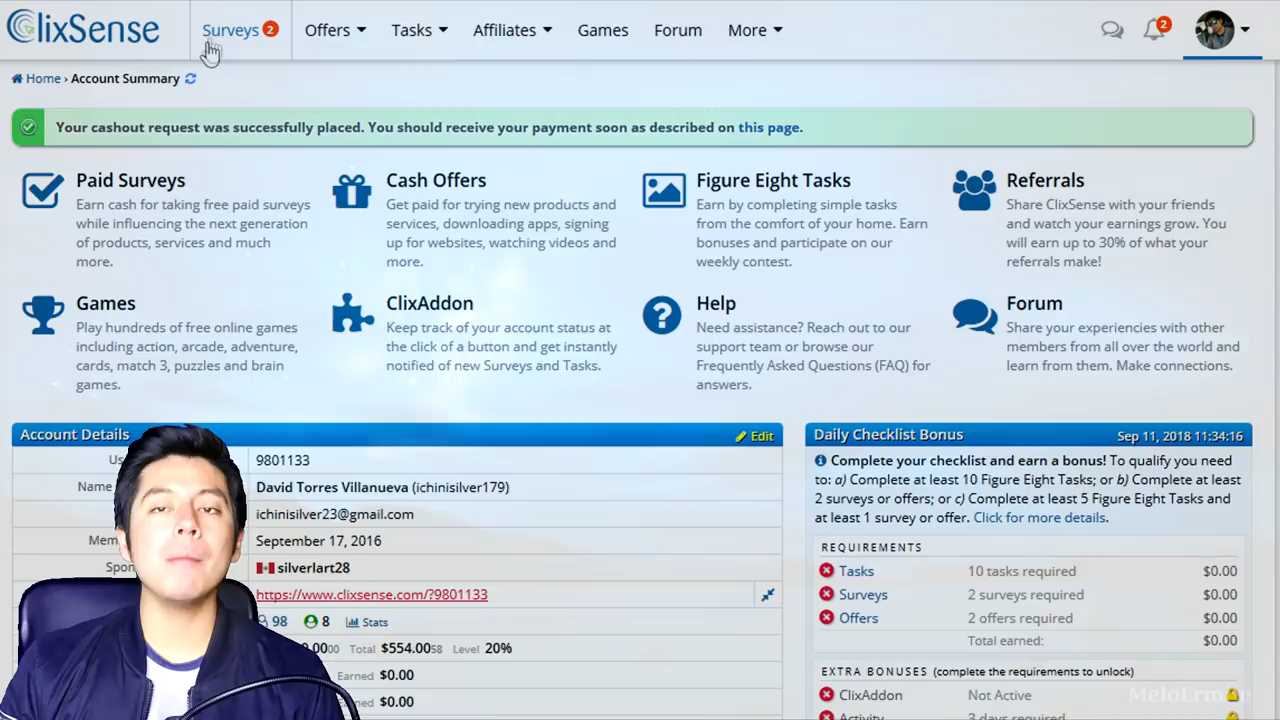 ClixSense
Surveys 2
Offers
Tasks
Affiliates
Games
Forum
More
2
Home › Account Summary
Your cashout request was successfully placed. You should receive your payment soon as described on this page.
Paid Surveys
Earn cash for taking free paid surveys
while influencing the next generation
of products, services and much
more.
Cash Offers
Get paid for trying new products and
services, downloading apps, signing
up for websites, watching videos and
more.
Figure Eight Tasks
Earn by completing simple tasks
from the comfort of your home. Earn
bonuses and participate on our
weekly contest.
Referrals
Share ClixSense with your friends
and watch your earnings grow. You
will earn up to 30% of what your
referrals make!
Games
Play hundreds of free online games
including action, arcade, adventure,
cards, match 3, puzzles and brain
games.
ClixAddon
Keep track of your account status at
the click of a button and get instantly
notified of new Surveys and Tasks.
Help
Need assistance? Reach out to our
support team or browse our
Frequently Asked Questions (FAQ) for
answers.
Forum
Share your experiences with other
members from all over the world and
learn from them. Make connections.
Account Details
Edit
9801133
Name
David Torres Villanueva (ichinisilver179)
ichinisilver23@gmail.com
September 17, 2016
silverlart28
https://www.clixsense.com/?9801133
98 8 Stats
Total $554.0058 Level 20%
Earned $0.00
Earned $0.00
Daily Checklist Bonus
Sep 11, 2018 11:34:16
Complete your checklist and earn a bonus! To qualify you need
to: a) Complete at least 10 Figure Eight Tasks; or b) Complete at least
2 surveys or offers; or c) Complete at least 5 Figure Eight Tasks and
at least 1 survey or offer. Click for more details.
REQUIREMENTS
Tasks 10 tasks required $0.00
Surveys 2 surveys required $0.00
Offers 2 offers required $0.00
Total earned: $0.00
EXTRA BONUSES (complete the requirements to unlock)
ClixAddon Not Active
Activity 3 days required